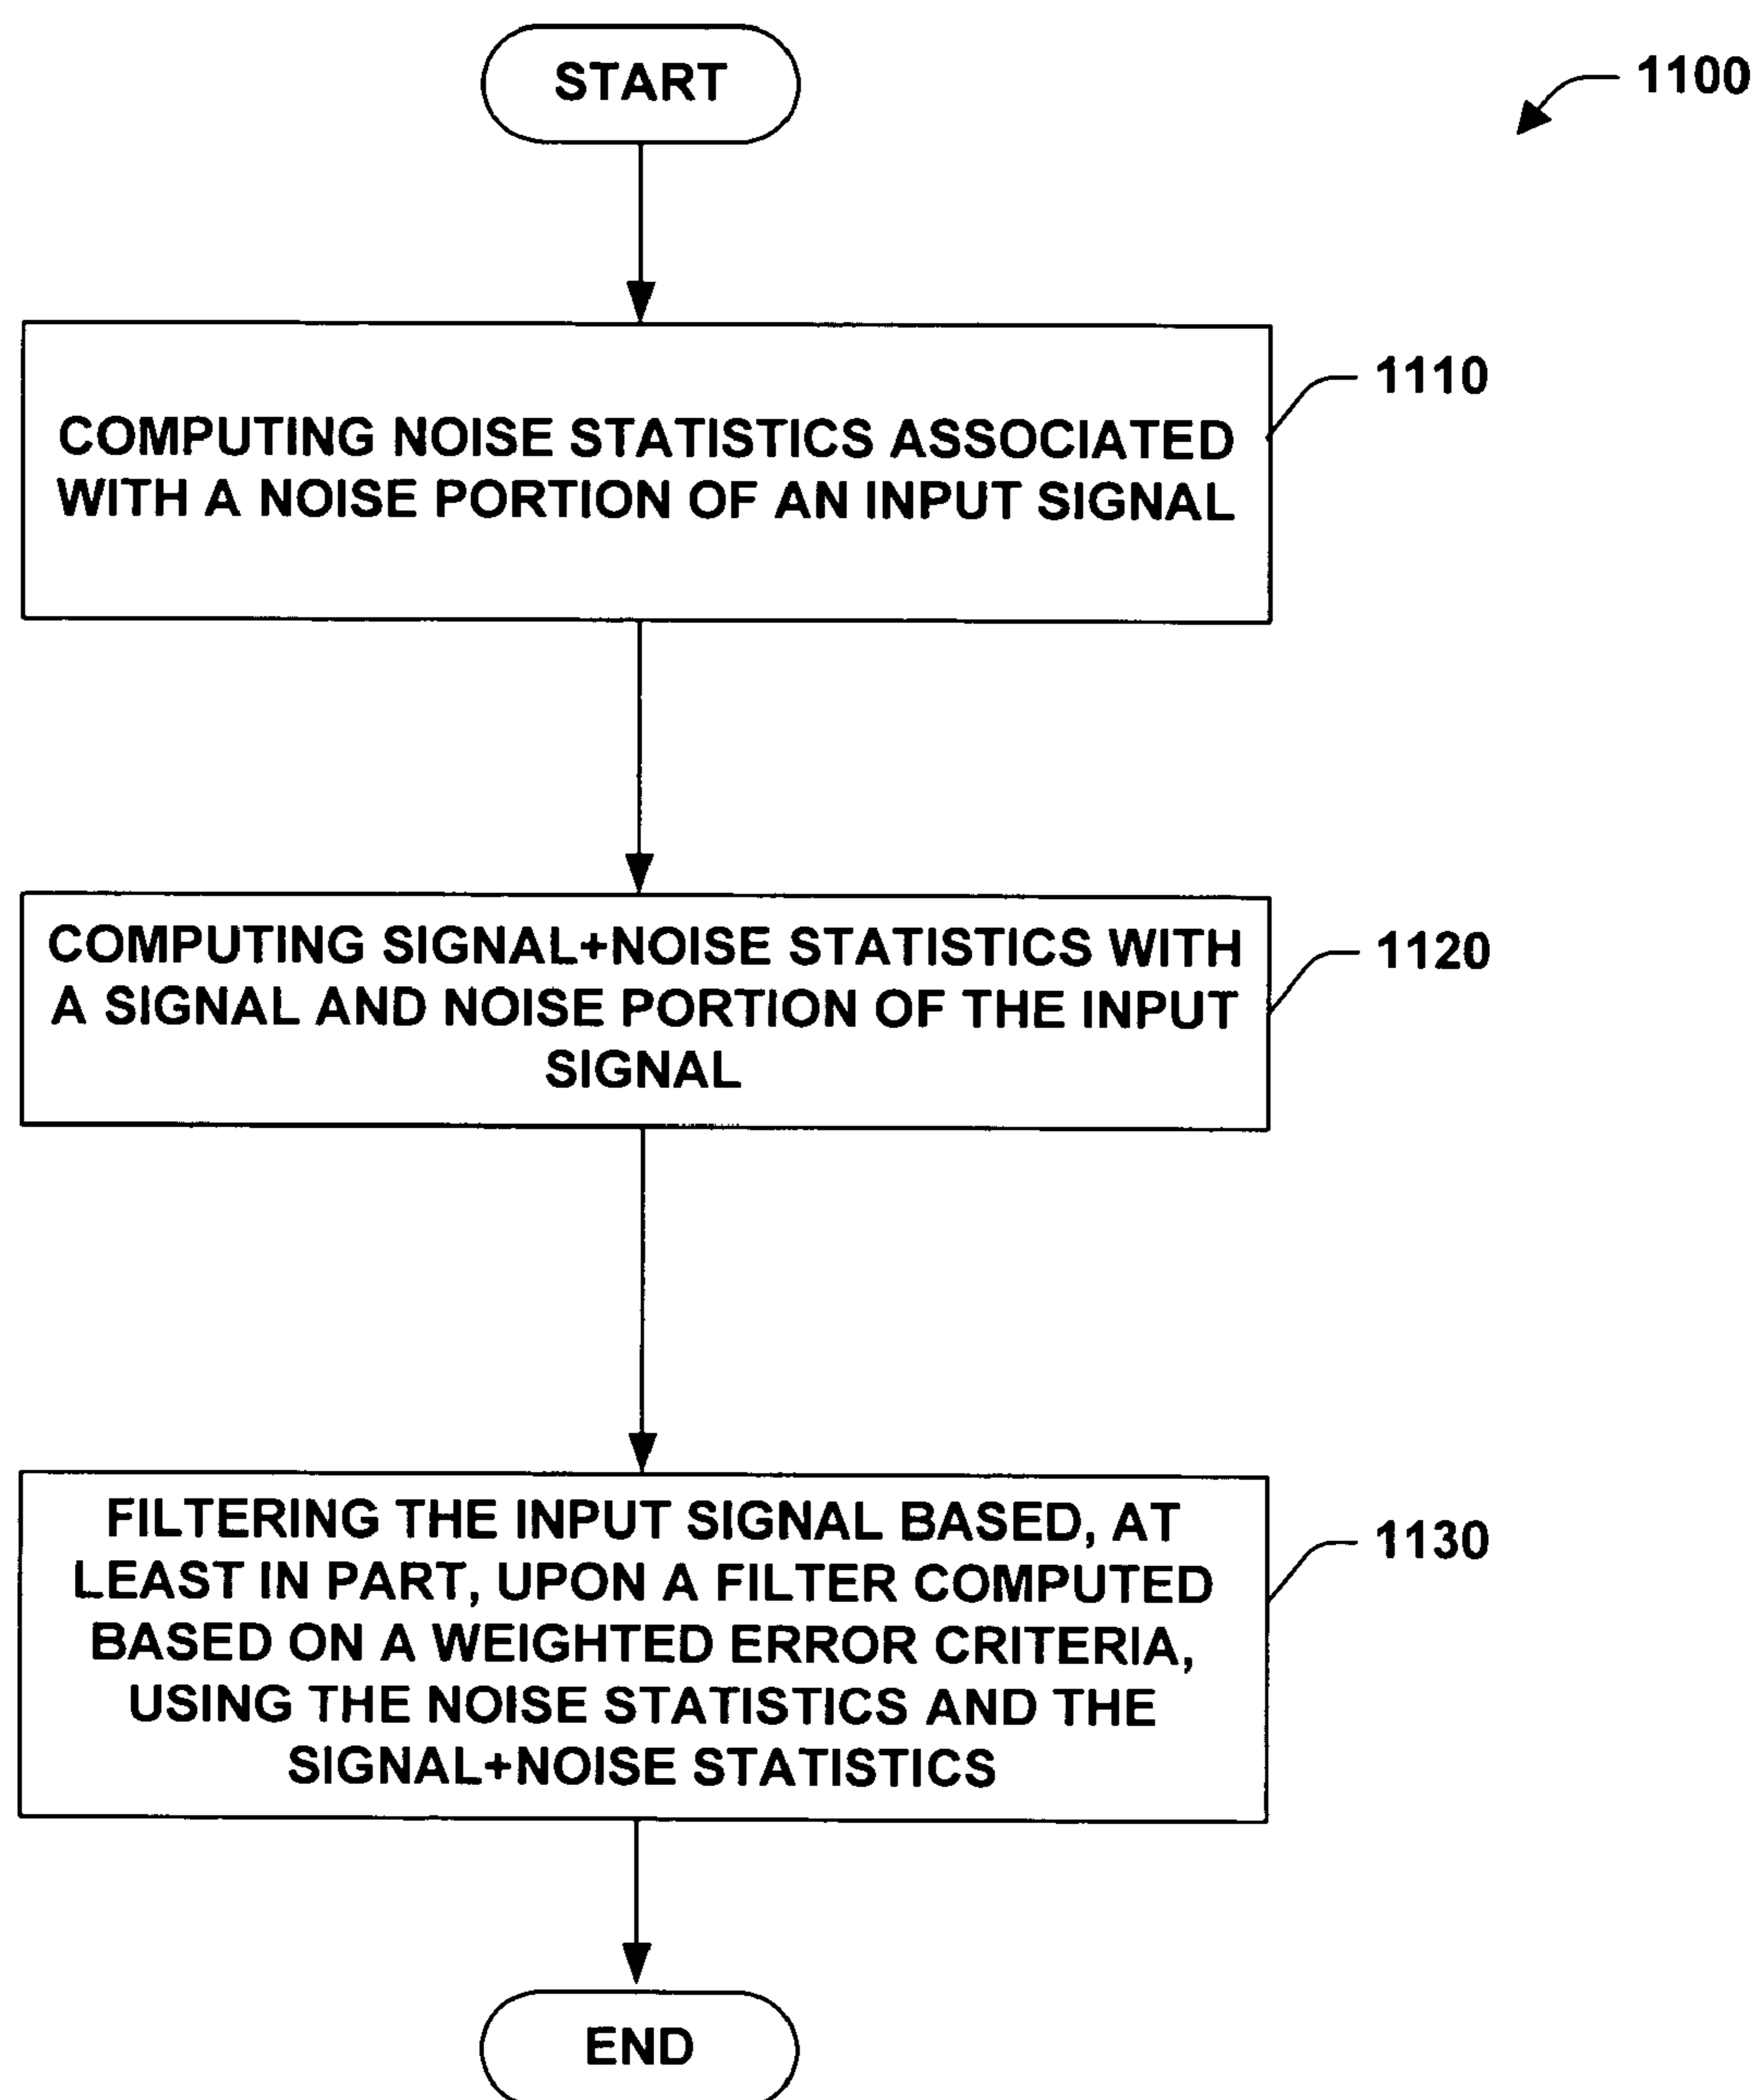 START
1100
COMPUTING NOISE STATISTICS ASSOCIATED
WITH A NOISE PORTION OF AN INPUT SIGNAL
1110
COMPUTING SIGNAL+NOISE STATISTICS WITH
A SIGNAL AND NOISE PORTION OF THE INPUT
SIGNAL
1120
FILTERING THE INPUT SIGNAL BASED, AT
LEAST IN PART, UPON A FILTER COMPUTED
BASED ON A WEIGHTED ERROR CRITERIA,
USING THE NOISE STATISTICS AND THE
SIGNAL+NOISE STATISTICS
1130
END